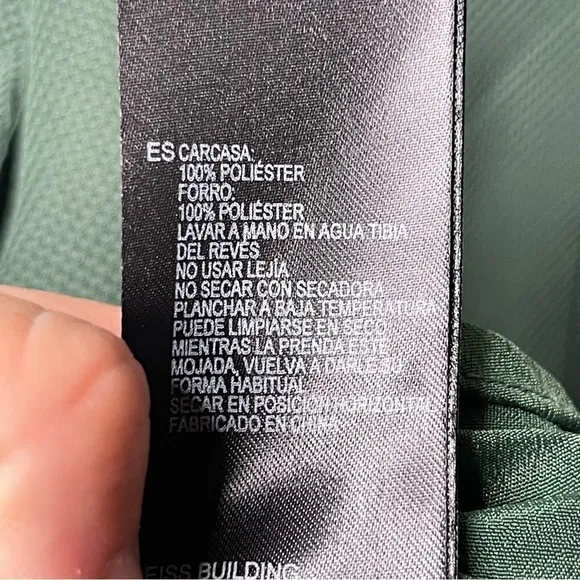 ES CARCASA:
100% POLIÉSTER
FORRO:
100% POLIÉSTER
LAVAR A MANO EN AGUA TIBIA
DEL REVÉS
NO USAR LEJÍA
NO SECAR CON SECADORA
PLANCHAR A BAJA TEMPERATURA
PUEDE LIMPIARSE EN SECO
MIENTRAS LA PRENDA ESTÉ
MOJADA, VUELVA A DARLE LA
FORMA HABITUAL
SECAR EN POSICIÓN HORIZONTAL
FABRICADO EN CHINA
EISS BUILDING